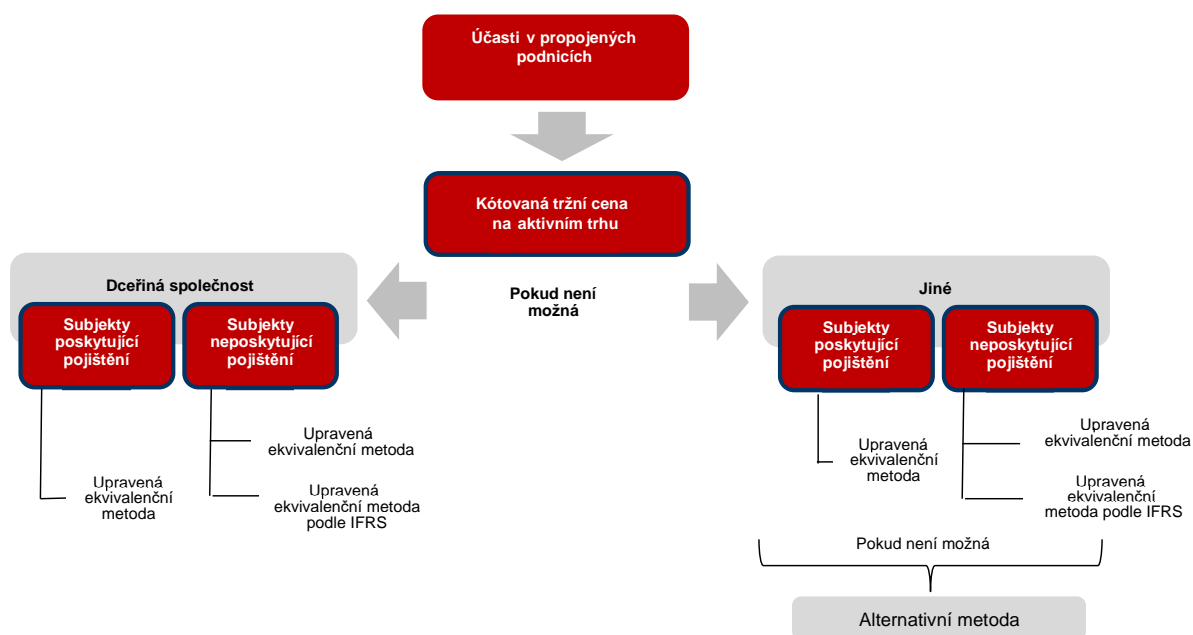 Účasti v propojených
podnicích
Kótovaná tržní cena
na aktivním trhu
Pokud není
možná
Dceřiná společnost
Subjekty
poskytující
pojištění
Subjekty
neposkytující
pojištění
Upravená
ekvivalenční
metoda
Upravená
ekvivalenční metoda
Upravená
ekvivalenční metoda
podle IFRS
Jiné
Subjekty
poskytující
pojištění
Subjekty
neposkytující
pojištění
Upravená
ekvivalenční
metoda
Upravená
ekvivalenční metoda
Upravená
ekvivalenční
metoda podle IFRS
Pokud není možná
Alternativní metoda